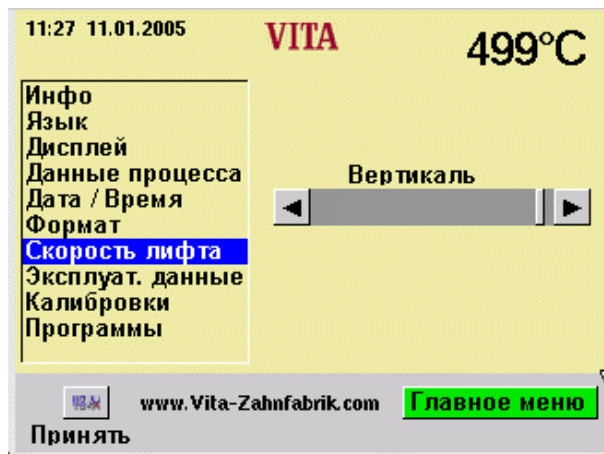 11:27 11.01.2005 VITA 499°C
Инфо
Язык
Дисплей
Данные процесса
Дата / Время
Формат
Скорость лифта
Эксплуат. данные
Калибровки
Программы
Вертикаль
www.Vita-Zahnfabrik.com Главное меню
Принять